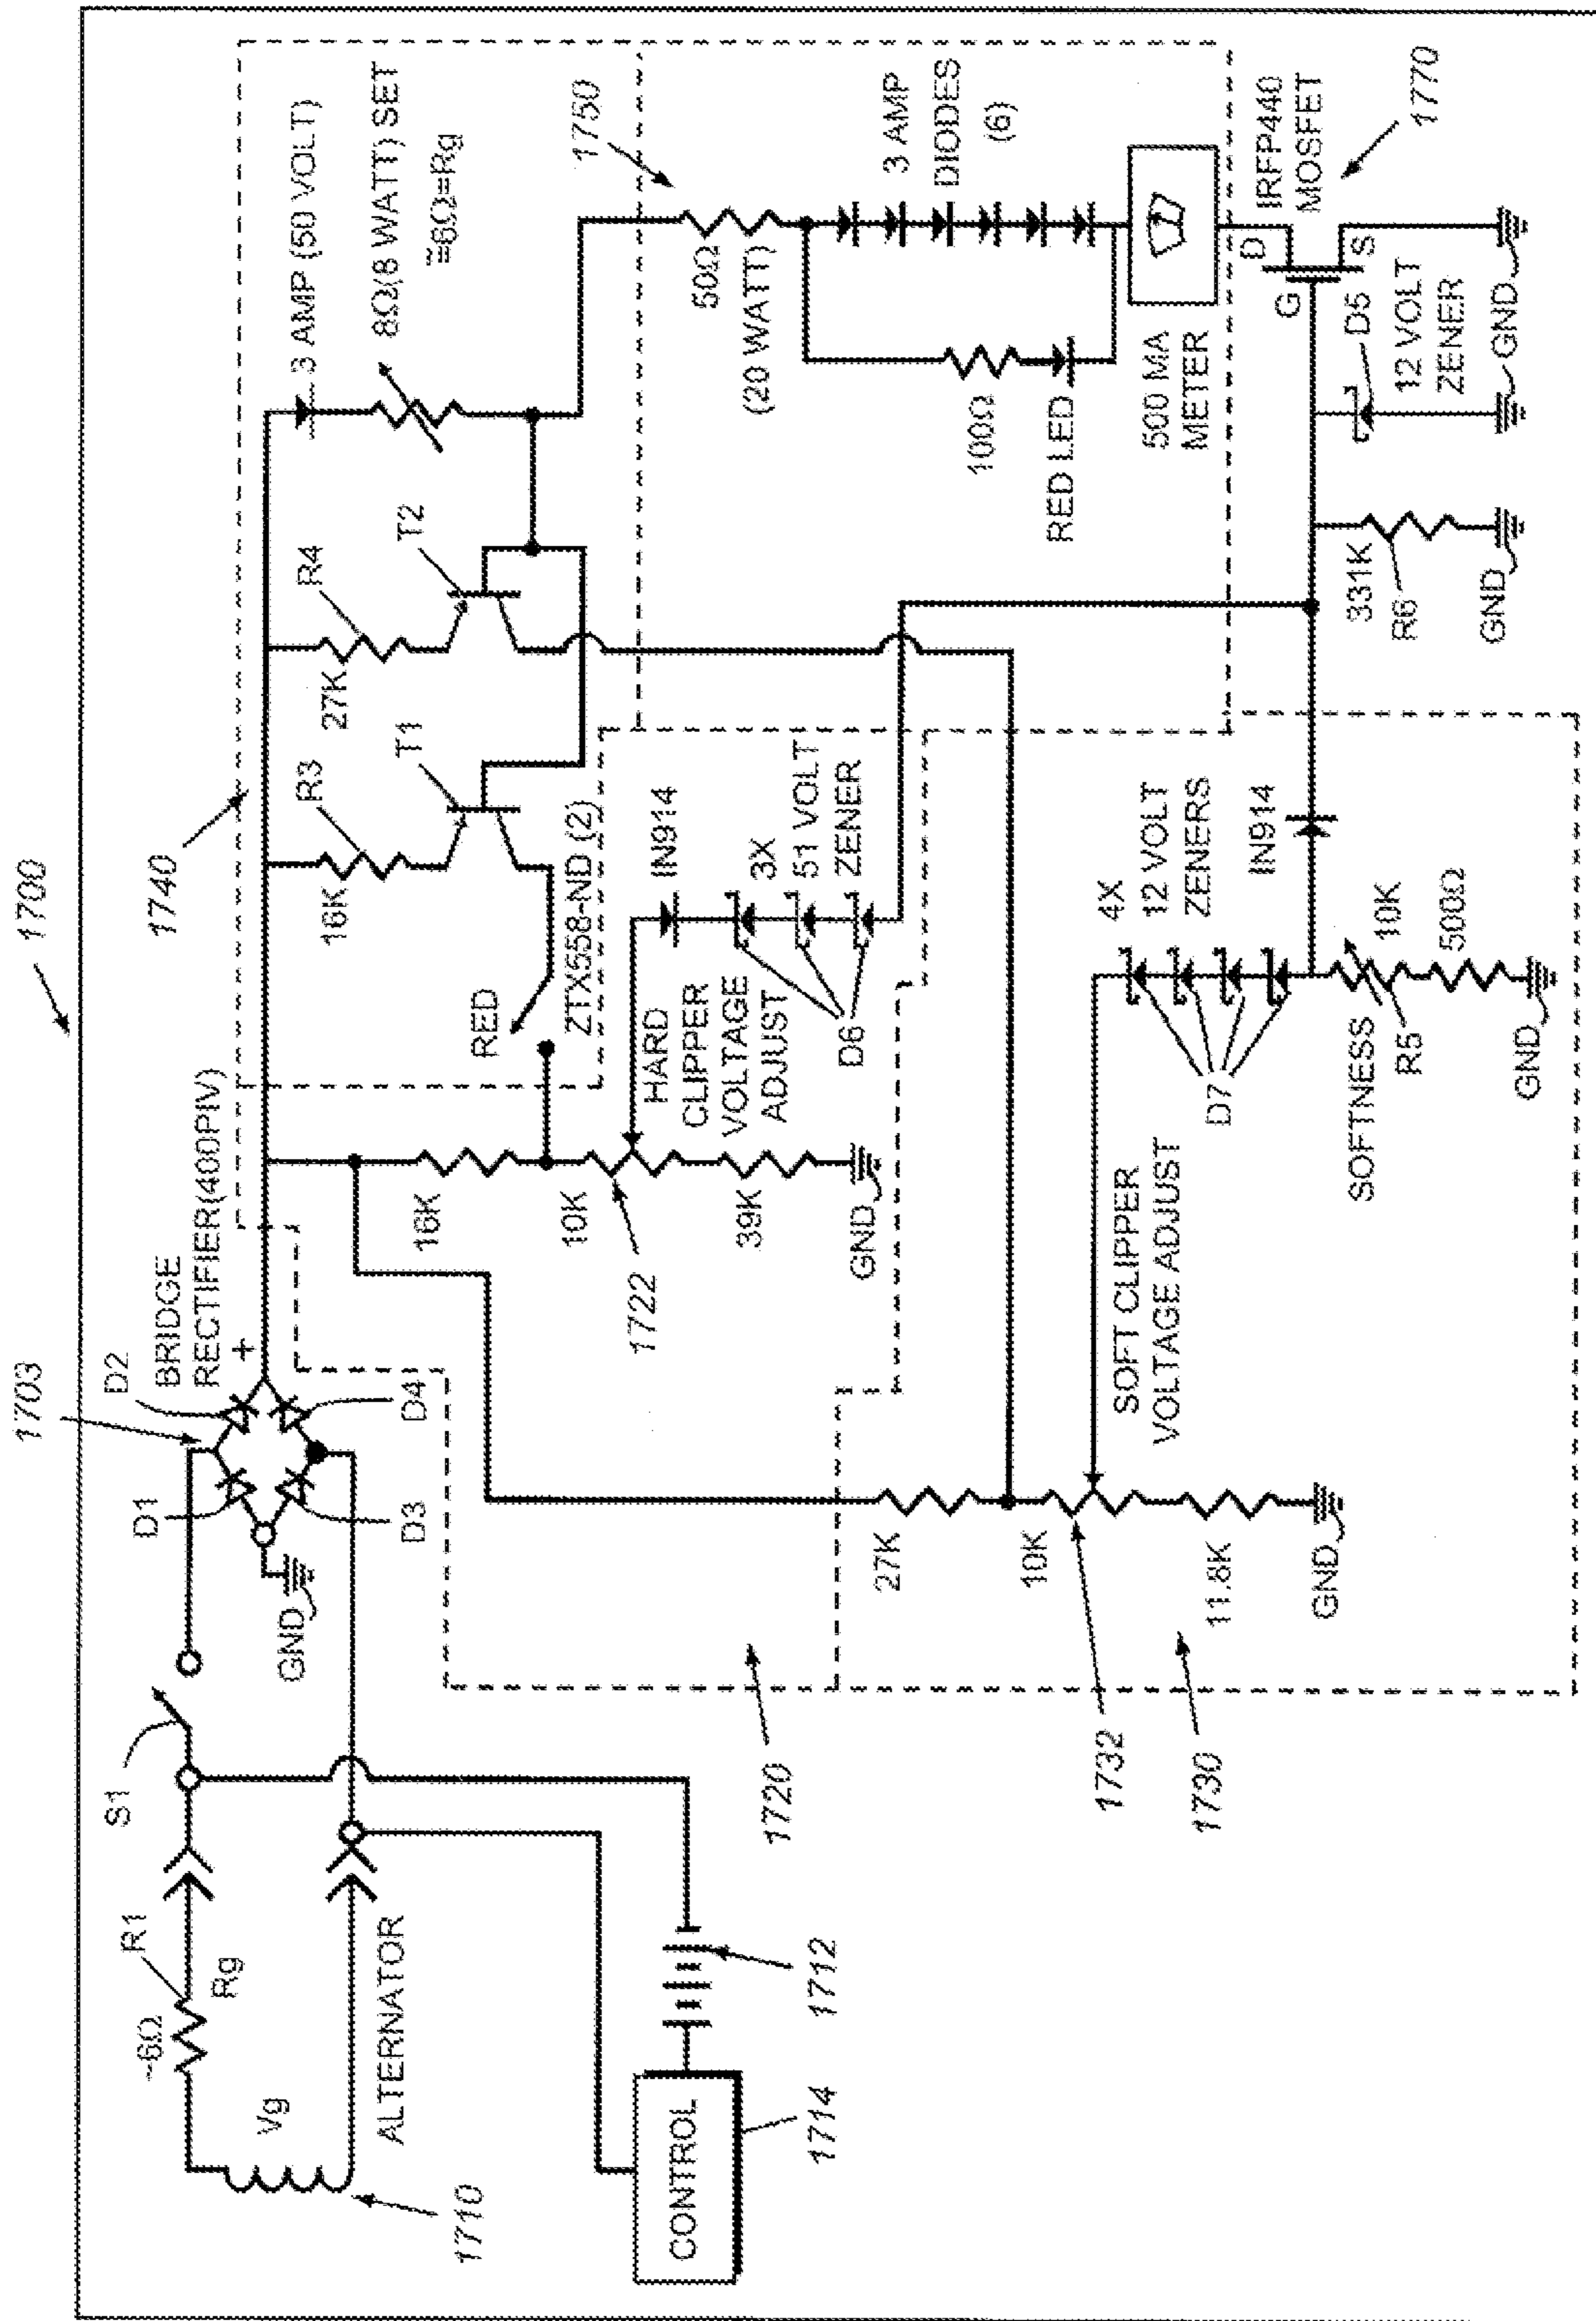 1700
1703
BRIDGE
RECTIFIER(400PIV)
+
D1
D2
D3
D4
GND
S1
~6Ω
R1
Rg
Vg
ALTERNATOR
1710
CONTROL
1714
1712
1740
3 AMP (50 VOLT)
8Ω(8 WATT) SET
≅6Ω=Rg
16K
R3
27K
R4
T1
T2
RED
ZTX558-ND (2)
1750
50Ω
(20 WATT)
3 AMP
DIODES
(6)
100Ω
RED LED
500 MA
METER
D
G
S
IRFP440
MOSFET
1770
D5
12 VOLT
ZENER
GND
331K
R6
GND
16K
10K
1722
39K
GND
HARD
CLIPPER
VOLTAGE
ADJUST
IN914
3X
51 VOLT
ZENER
D6
1720
27K
10K
1732
11.8K
GND
1730
SOFT CLIPPER
VOLTAGE ADJUST
4X
12 VOLT
ZENERS
D7
IN914
SOFTNESS
R5
10K
500Ω
GND